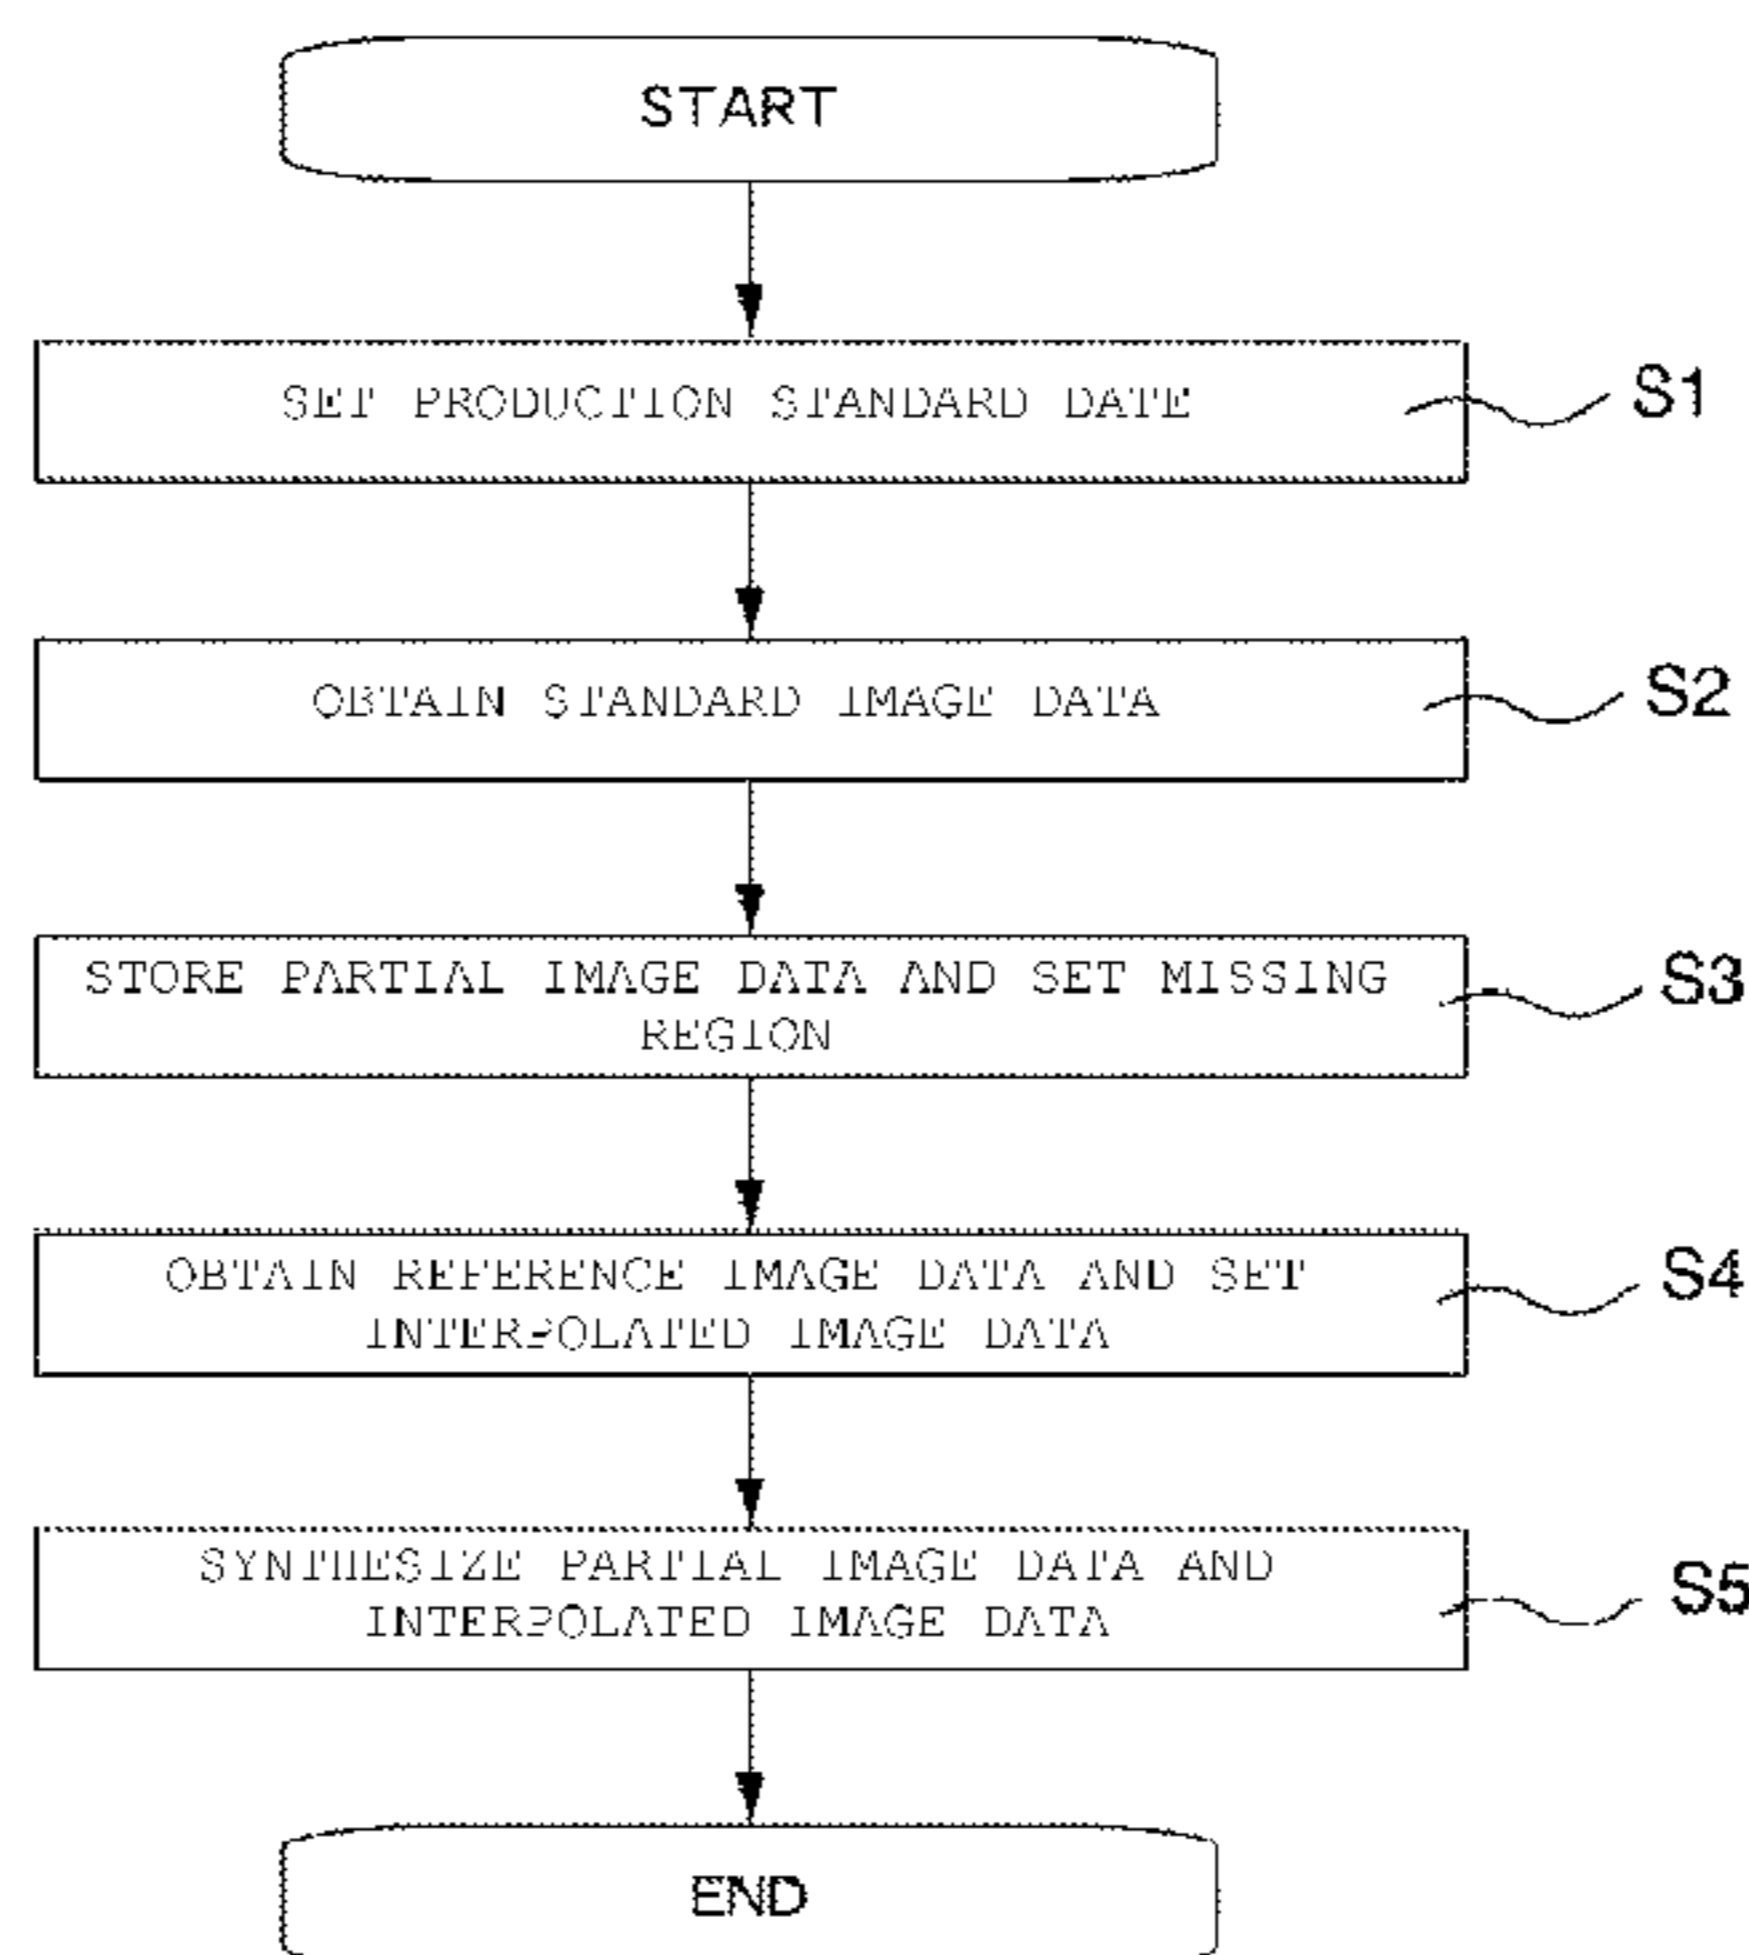 START
SET PRODUCTION STANDARD DATE
S1
OBTAIN STANDARD IMAGE DATA
S2
STORE PARTIAL IMAGE DATA AND SET MISSING
REGION
S3
OBTAIN REFERENCE IMAGE DATA AND SET
INTERPOLATED IMAGE DATA
S4
SYNTHESIZE PARTIAL IMAGE DATA AND
INTERPOLATED IMAGE DATA
S5
END